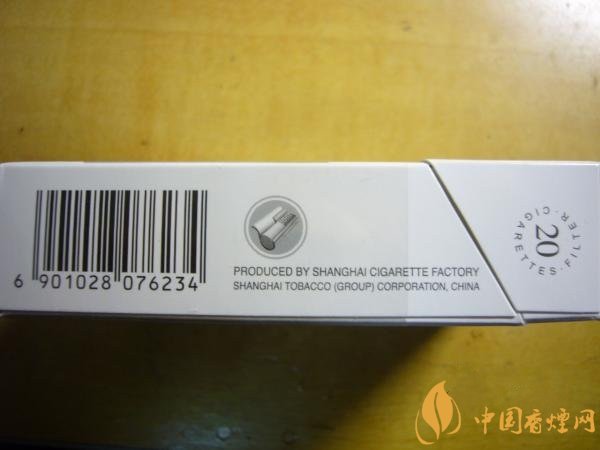 6 901028 076234
PRODUCED BY SHANGHAI CIGARETTE FACTORY
SHANGHAI TOBACCO (GROUP) CORPORATION, CHINA
20
FILTER·CIGARETTES·
中国香烟网